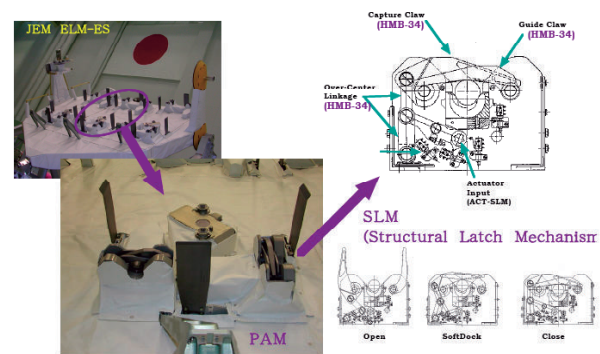 JEM ELM-ES
Capture Claw
(HMB-34)
Guide Claw
(HMB-34)
Over-Center
Linkage
(HMB-34)
Actuator
Input
(ACT-SLM)
SLM
(Structural Latch Mechanism
PAM
Open
SoftDock
Close